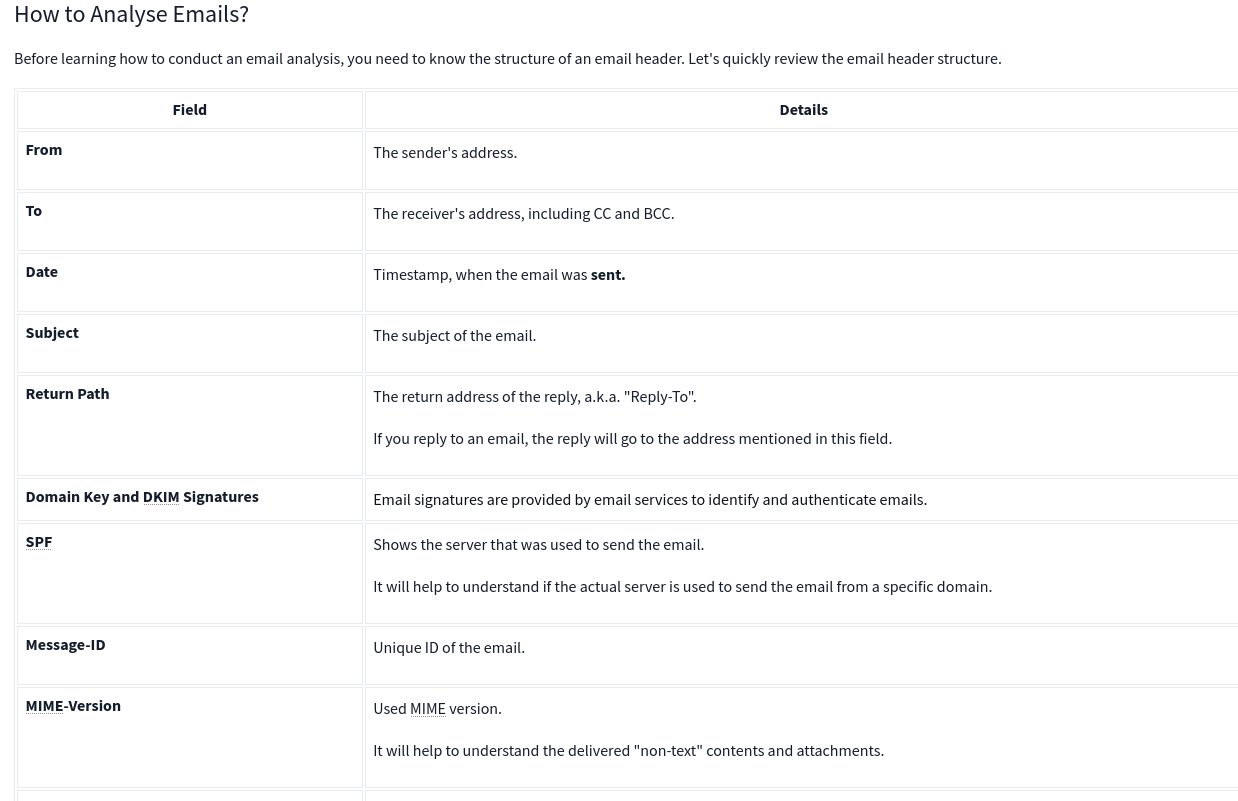 How to Analyse Emails?
Before learning how to conduct an email analysis, you need to know the structure of an email header. Let's quickly review the email header structure.
Field
Details
From
The sender's address.
To
The receiver's address, including CC and BCC.
Date
Timestamp, when the email was sent.
Subject
The subject of the email.
Return Path
The return address of the reply, a.k.a. "Reply-To".
If you reply to an email, the reply will go to the address mentioned in this field.
Domain Key and DKIM Signatures
Email signatures are provided by email services to identify and authenticate emails.
SPF
Shows the server that was used to send the email.
It will help to understand if the actual server is used to send the email from a specific domain.
Message-ID
Unique ID of the email.
MIME-Version
Used MIME version.
It will help to understand the delivered "non-text" contents and attachments.